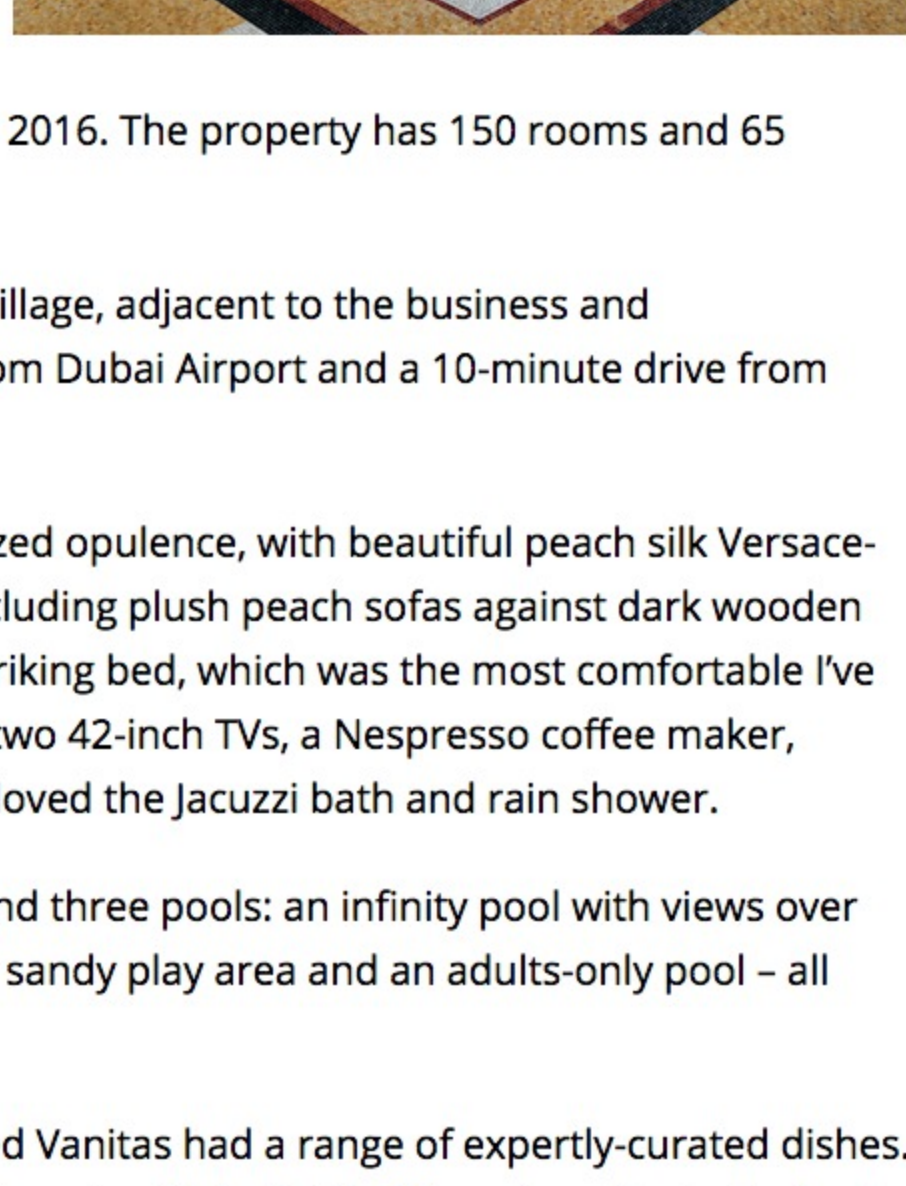 2016. The property has 150 rooms and 65
illage, adjacent to the business and
om Dubai Airport and a 10-minute drive from
zed opulence, with beautiful peach silk Versace-
cluding plush peach sofas against dark wooden
riking bed, which was the most comfortable I’ve
two 42-inch TVs, a Nespresso coffee maker,
loved the Jacuzzi bath and rain shower.
nd three pools: an infinity pool with views over
sandy play area and an adults-only pool – all
d Vanitas had a range of expertly-curated dishes.